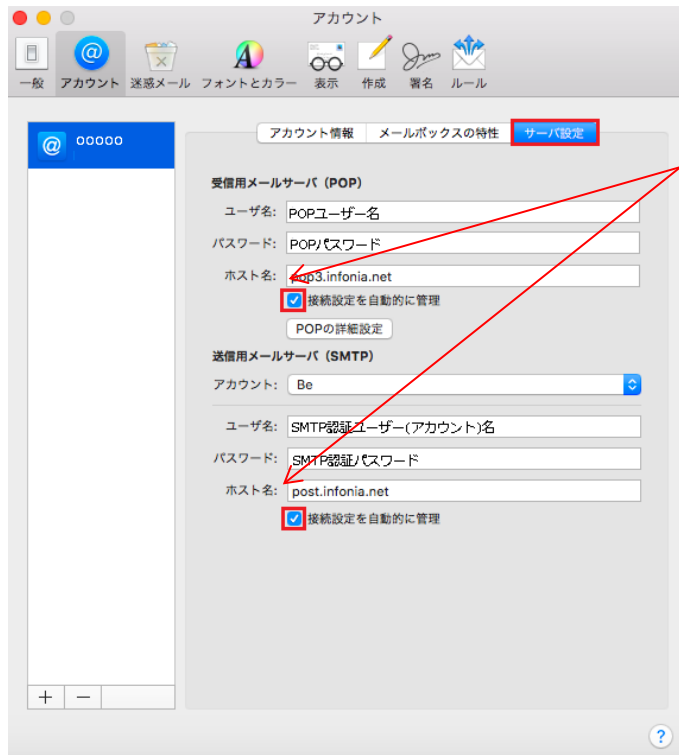 アカウント
一般 アカウント 迷惑メール フォントとカラー 表示 作成 署名 ルール
@ ooooo
アカウント情報 メールボックスの特性 サーバ設定
受信用メールサーバ（POP）
ユーザ名: POPユーザー名
パスワード: POPパスワード
ホスト名: pop3.infonia.net
接続設定を自動的に管理
POPの詳細設定
送信用メールサーバ（SMTP）
アカウント: Be
ユーザ名: SMTP認証ユーザー(アカウント)名
パスワード: SMTP認証パスワード
ホスト名: post.infonia.net
接続設定を自動的に管理
+ −
?